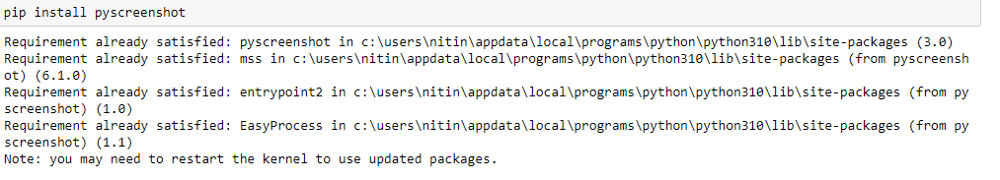 pip install pyscreenshot
Requirement already satisfied: pyscreenshot in c:\users\nitin\appdata\local\programs\python\python310\lib\site-packages (3.0)
Requirement already satisfied: mss in c:\users\nitin\appdata\local\programs\python\python310\lib\site-packages (from pyscreensh
ot) (6.1.0)
Requirement already satisfied: entrypoint2 in c:\users\nitin\appdata\local\programs\python\python310\lib\site-packages (from py
screenshot) (1.0)
Requirement already satisfied: EasyProcess in c:\users\nitin\appdata\local\programs\python\python310\lib\site-packages (from py
screenshot) (1.1)
Note: you may need to restart the kernel to use updated packages.